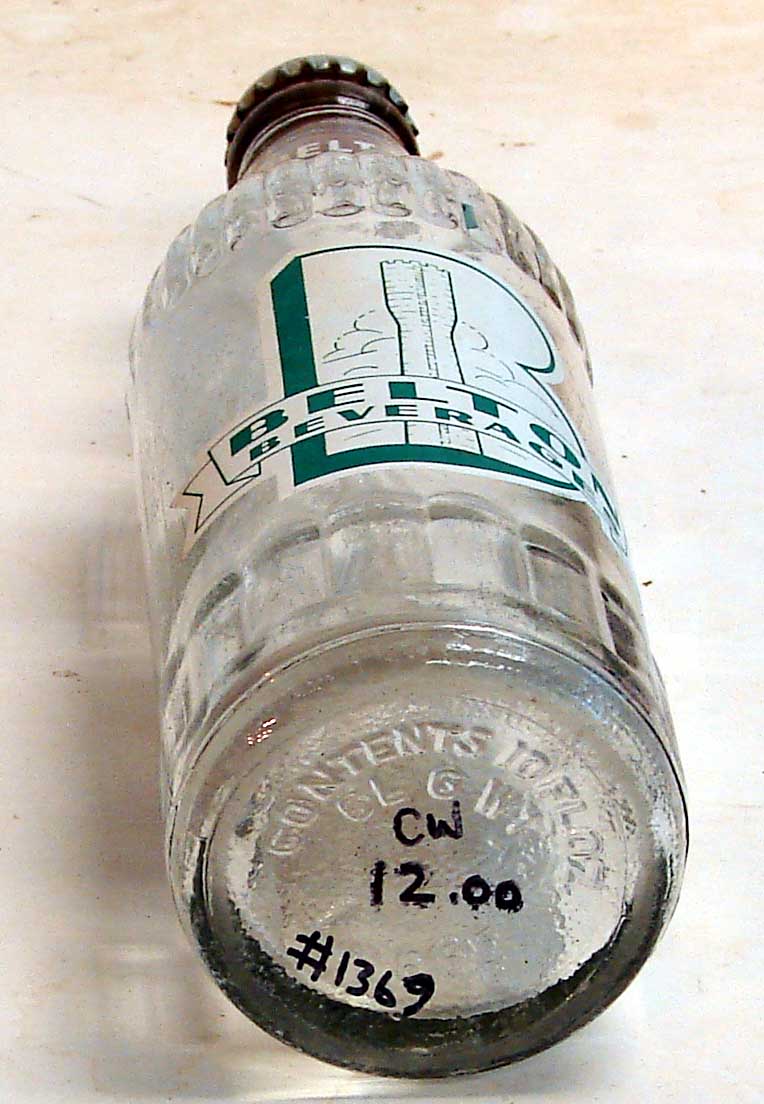 ELT
BELTON
BEVERAGES
CONTENTS 10 FL OZ
CW
12.00
#1369